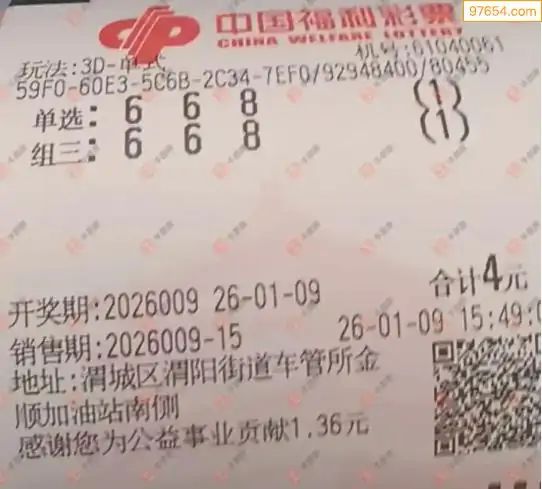 97654.com
中国福利彩票
CHINA WELFARE LOTTERY
玩法:3D-单式 机号:61040061
59F0-60E3-5C6B-2C34-7EF0/92948400/80455
单选: 6 6 8 {1}
组三: 6 6 8 {1}
合计4元
开奖期:2026009 26-01-09
销售期:2026009-15 26-01-09 15:49:0
地址:渭城区渭阳街道车管所金
顺加油站南侧
感谢您为公益事业贡献1.36元